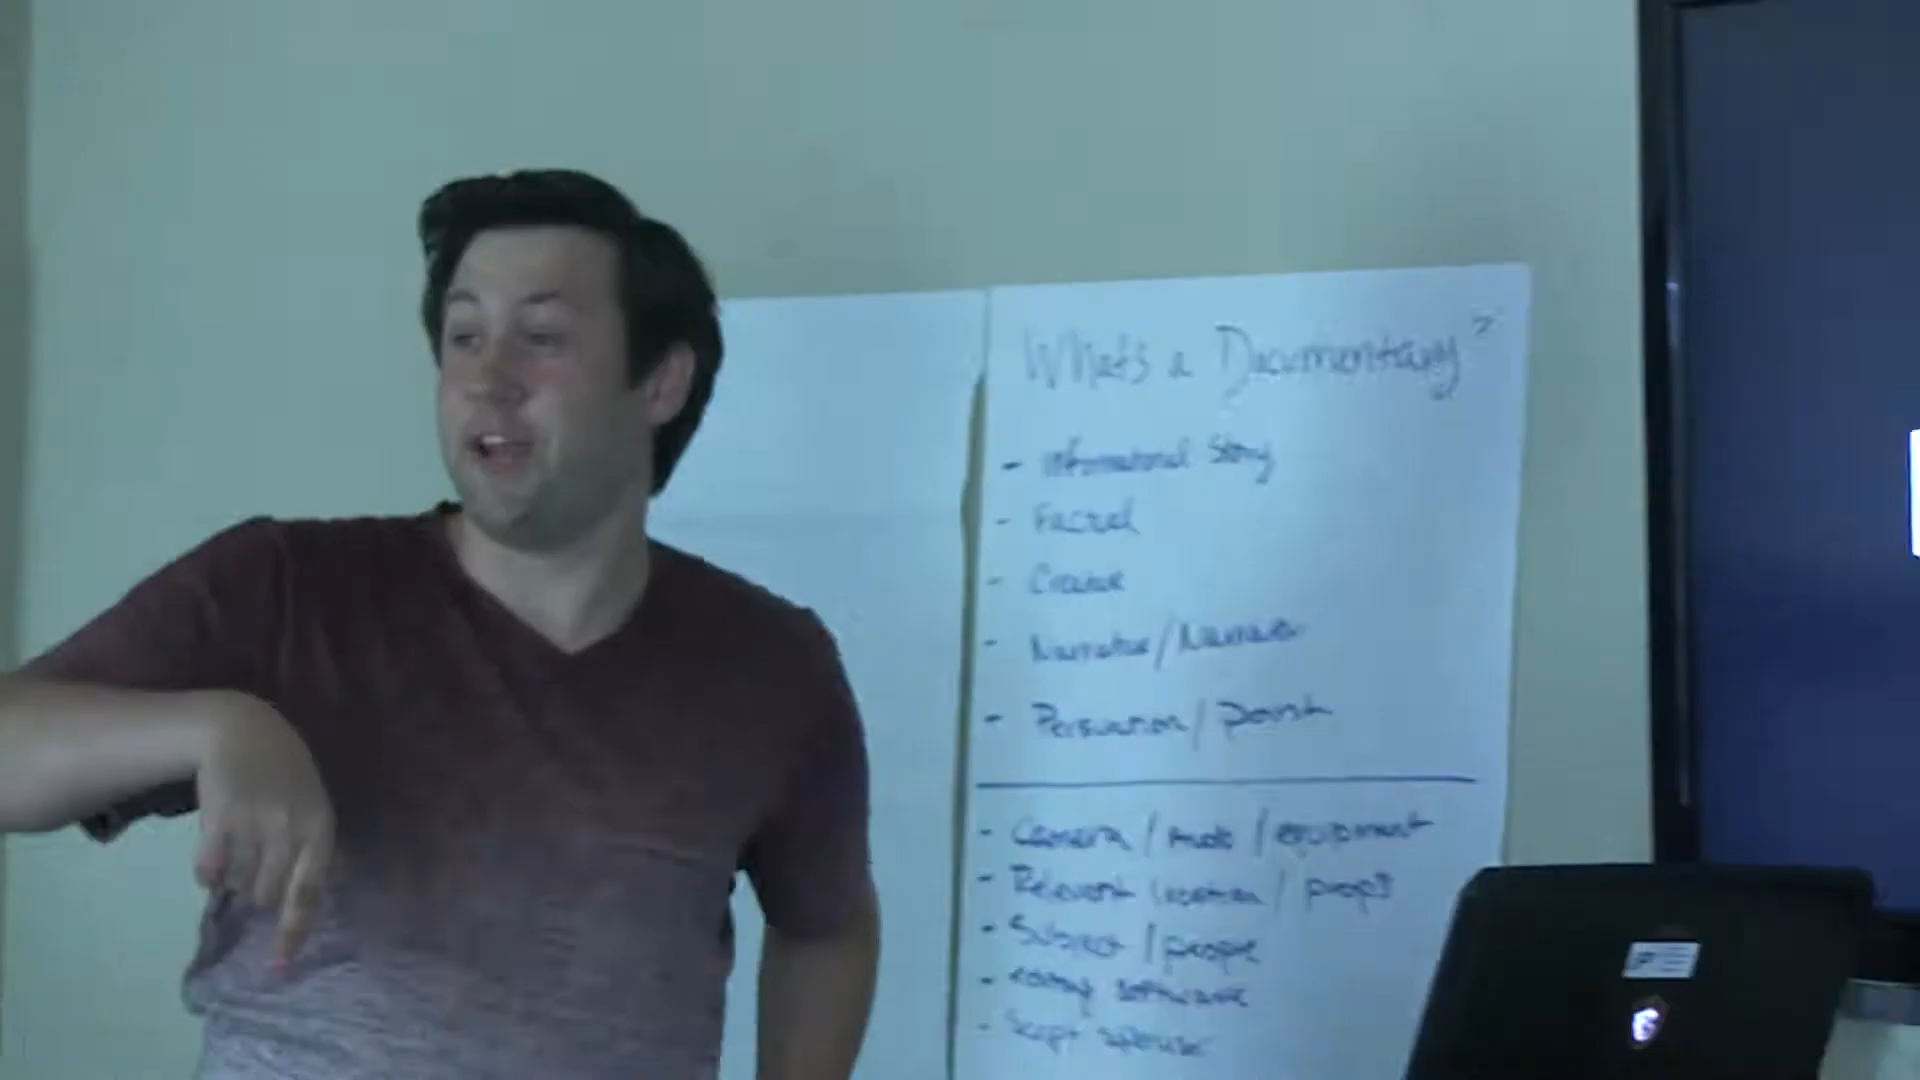 What's a Documentary?
- Informational Story
- Factual
- Creative
- Narrative/Narrator
- Persuasion/point
- Camera / Audio / equipment
- Relevant location / props
- Subject / people
- editing software
- Script